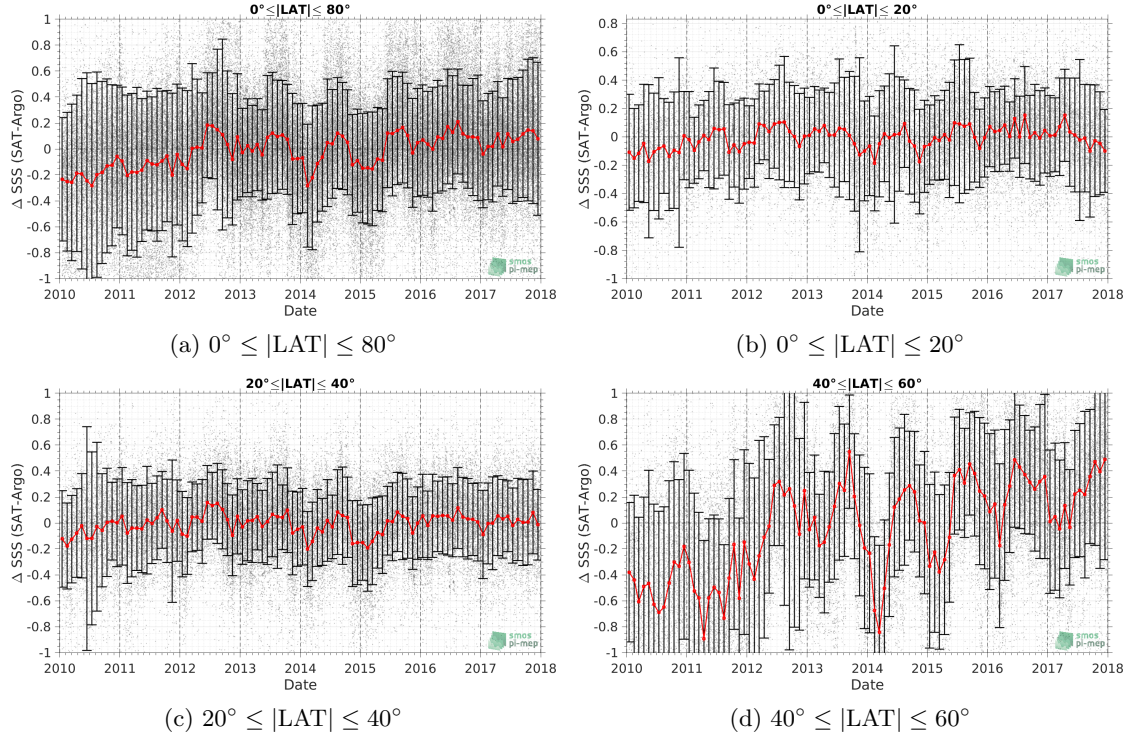 0°≤|LAT|≤ 80°
1
0.8
0.6
0.4
0.2
0
-0.2
-0.4
-0.6
-0.8
-1
Δ SSS (SAT-Argo)
smos
pi-mep
2010 2011 2012 2013 2014 2015 2016 2017 2018
Date
(a) 0° ≤ |LAT| ≤ 80°
0°≤|LAT|≤ 20°
0.8
0.6
0.4
0.2
0
-0.2
-0.4
-0.6
-0.8
-1
Δ SSS (SAT-Argo)
smos
pi-mep
2010 2011 2012 2013 2014 2015 2016 2017 2018
Date
(b) 0° ≤ |LAT| ≤ 20°
20°≤|LAT|≤ 40°
1
0.8
0.6
0.4
0.2
0
-0.2
-0.4
-0.6
-0.8
-1
Δ SSS (SAT-Argo)
smos
pi-mep
2010 2011 2012 2013 2014 2015 2016 2017 2018
Date
(c) 20° ≤ |LAT| ≤ 40°
40°≤|LAT|≤ 60°
1
0.8
0.6
0.4
0.2
0
-0.2
-0.4
-0.6
-0.8
-1
Δ SSS (SAT-Argo)
smos
pi-mep
2010 2011 2012 2013 2014 2015 2016 2017 2018
Date
(d) 40° ≤ |LAT| ≤ 60°